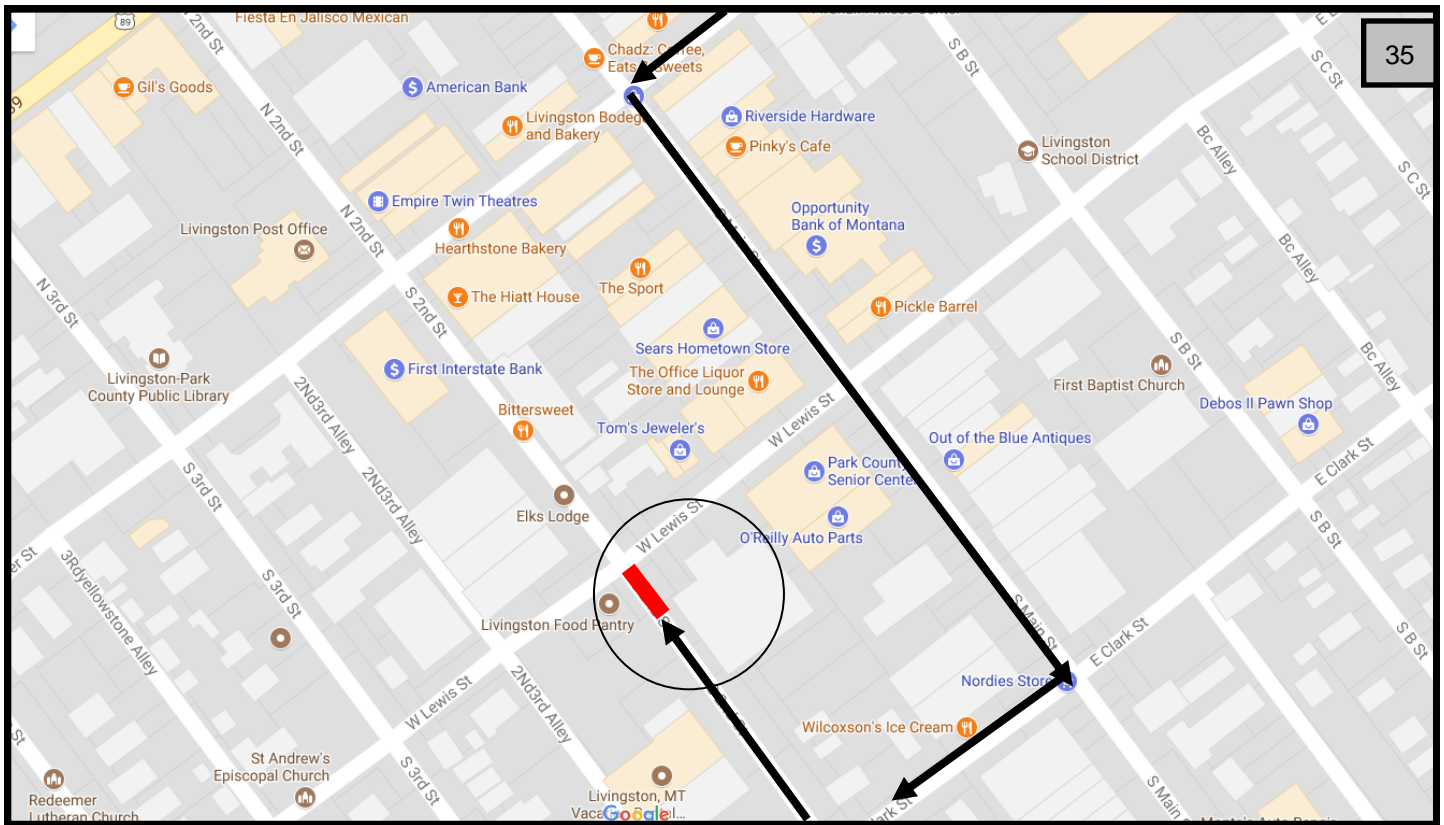 89
Fiesta En Jalisco Mexican
N 2nd St
35
S B St
S C St
Chadz: Coffee,
Eats & Sweets
Gil's Goods
American Bank
Livingston Bodega
and Bakery
Riverside Hardware
Pinky's Cafe
N 2nd St
Bc Alley
Livingston
School District
S C St
Empire Twin Theatres
Livingston Post Office
N 2nd St
Hearthstone Bakery
Opportunity
Bank of Montana
S Main St
Bc Alley
N 3rd St
S 2nd St
The Hiatt House
The Sport
Pickle Barrel
Sears Hometown Store
S B St
Bc Alley
Livingston-Park
County Public Library
First Interstate Bank
The Office Liquor
Store and Lounge
First Baptist Church
2Nd3rd Alley
Bittersweet
Tom's Jeweler's
W Lewis St
Debos II Pawn Shop
Out of the Blue Antiques
S 3rd St
2Nd3rd Alley
Park County
Senior Center
E Clark St
Elks Lodge
W Lewis St
O'Reilly Auto Parts
S B St
3Rdyellowstone Alley
S 3rd St
Livingston Food Pantry
S Main St
E Clark St
S B St
2Nd3rd Alley
W Lewis St
Nordies Store
Wilcoxson's Ice Cream
St Andrew's
Episcopal Church
S 3rd St
Livingston, MT
Google
S Main St
Redeemer
Lutheran Church